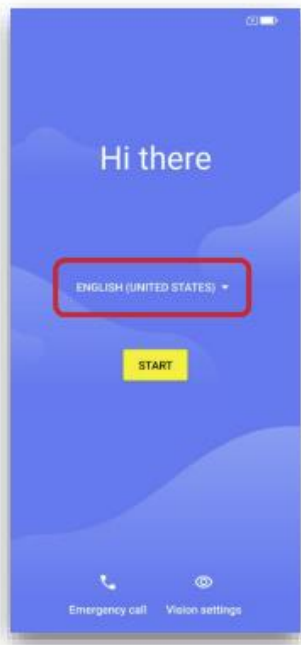 Hi there
ENGLISH (UNITED STATES)
START
Emergency call Vision settings